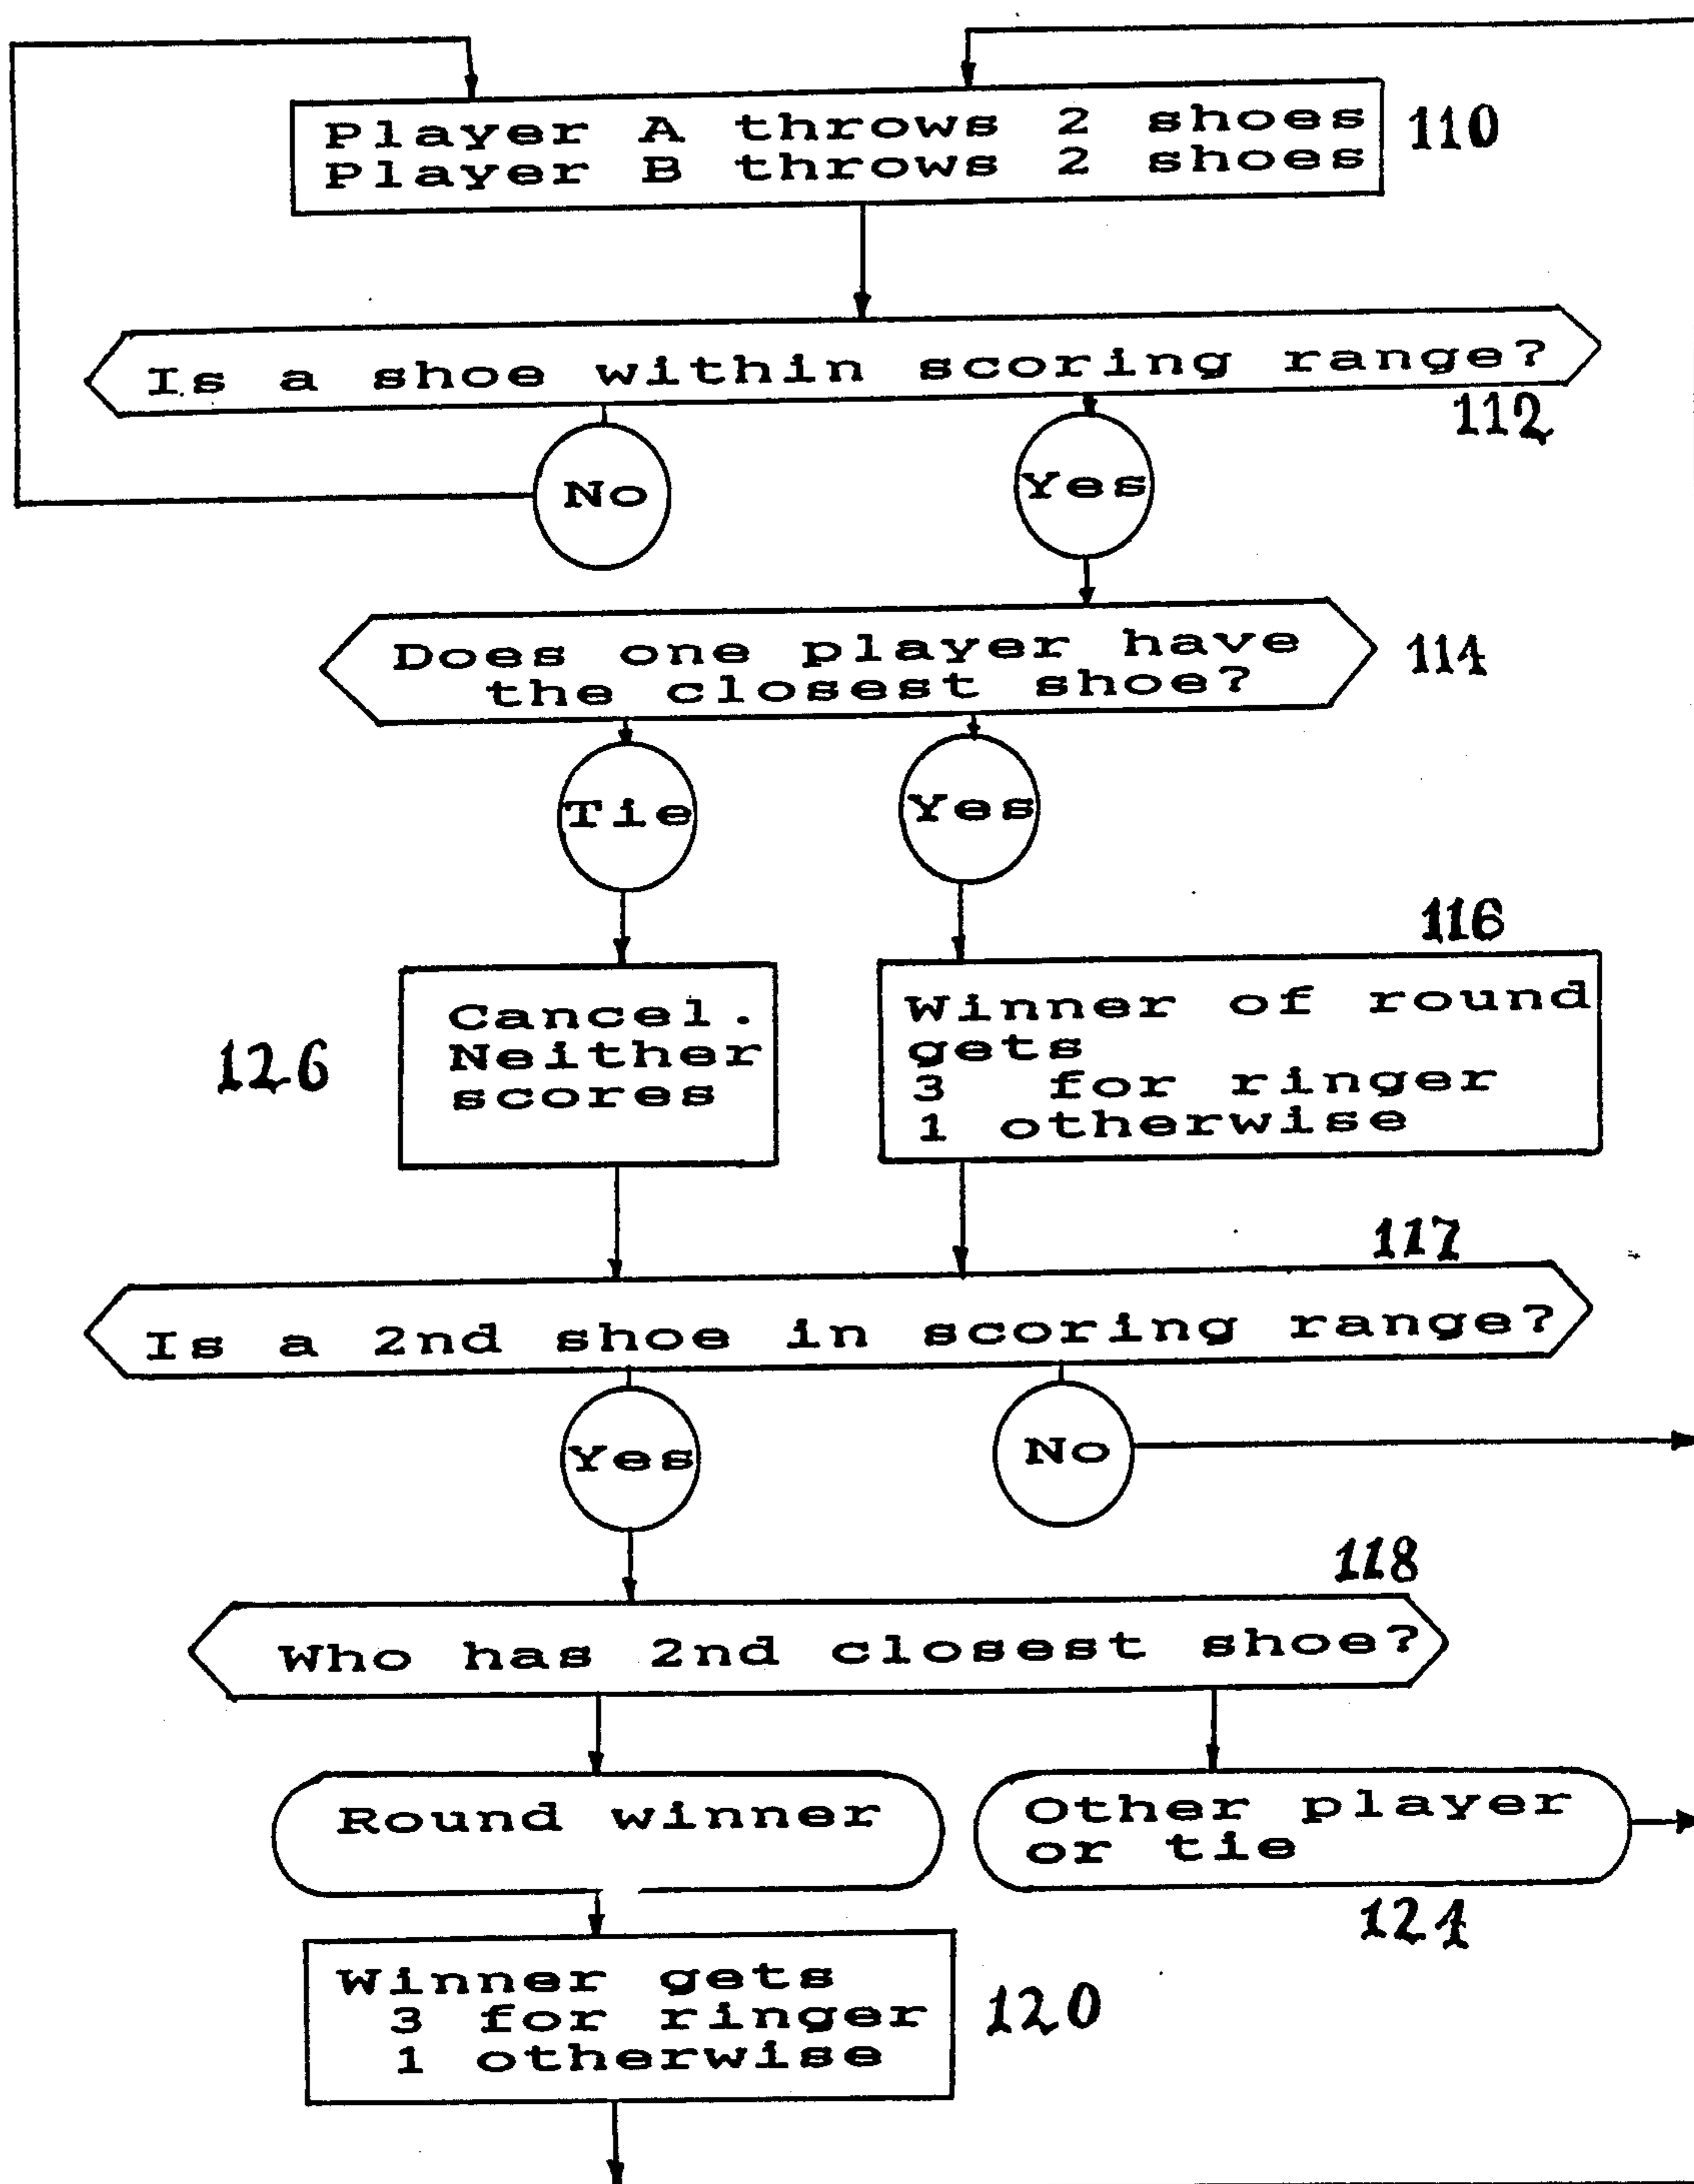 Player A throws 2 shoes
Player B throws 2 shoes
110
Is a shoe within scoring range?
112
No
Yes
Does one player have
the closest shoe?
114
Tie
Yes
116
Cancel.
Neither
scores
126
Winner of round
gets
3 for ringer
1 otherwise
117
Is a 2nd shoe in scoring range?
Yes
No
118
Who has 2nd closest shoe?
Round winner
Other player
or tie
124
Winner gets
3 for ringer
1 otherwise
120